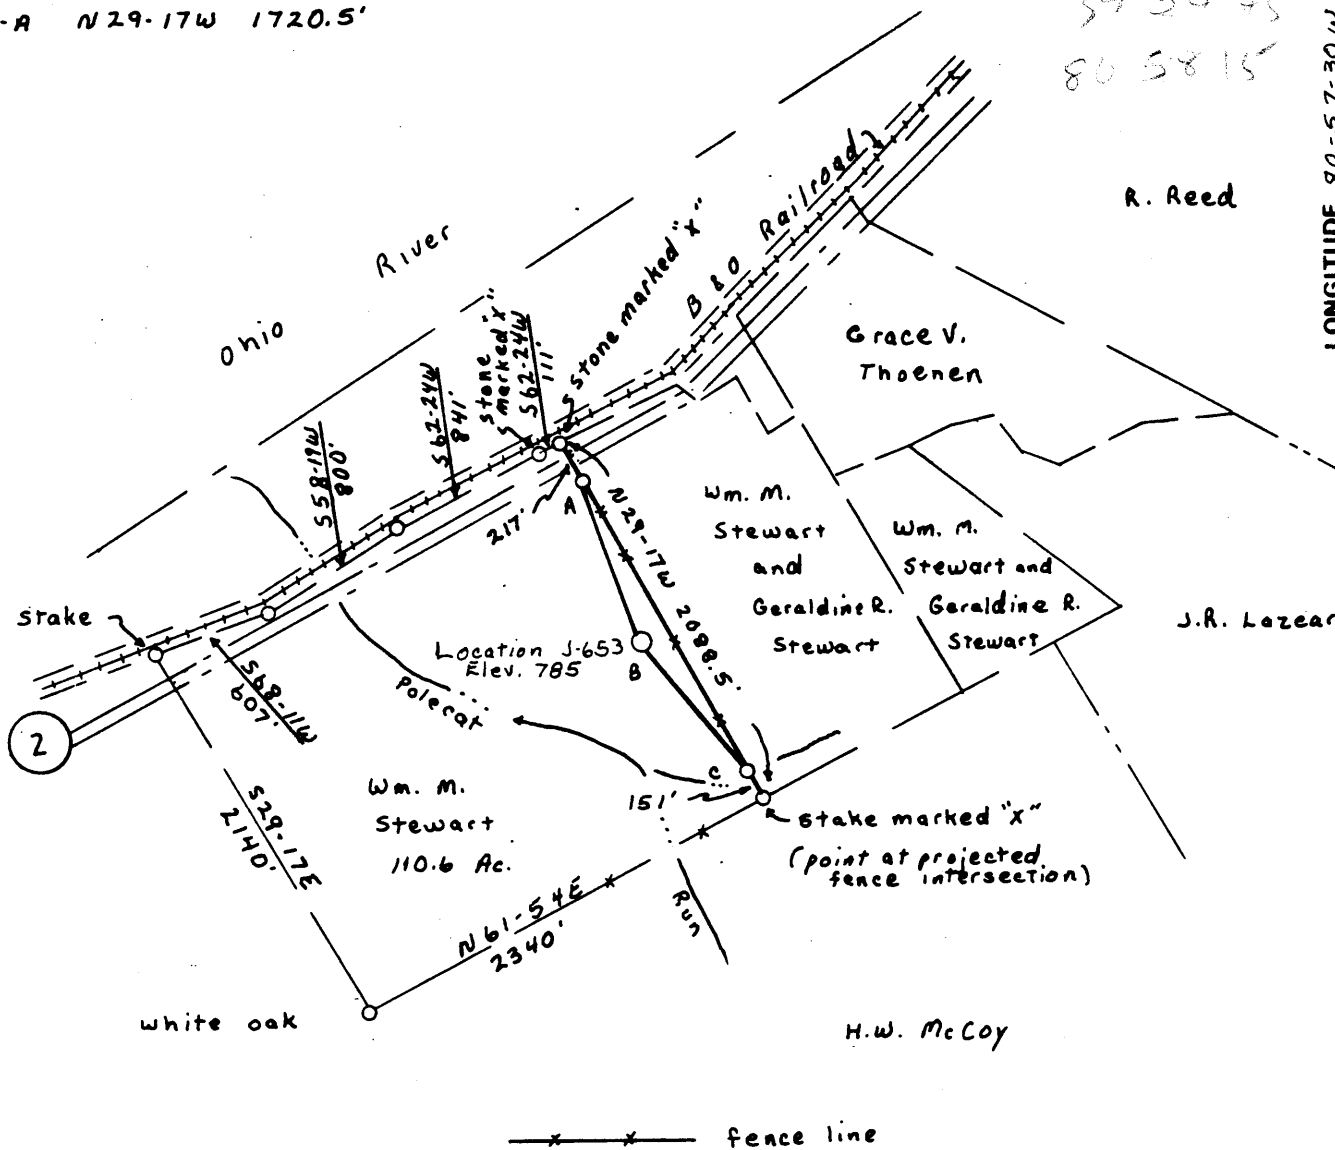 -A N29-17W 1720.5'
80 58 15
LONGITUDE 80-57-30W
R. Reed
Ohio River
B & O Railroad
stone marked "x"
stone
marked "x"
S62-24W
111'
S62-24W
841'
S58-19W
800'
Grace V.
Thoenen
A
217'
N29-17W 2088.5'
Wm. M.
Stewart
and
Geraldine R.
Stewart
Wm. M.
Stewart and
Geraldine R.
Stewart
J.R. Lazear
stake
Location J-653
Elev. 785
B
Polecat
S68-11W
607'
2
C
151'
Wm. M.
Stewart
110.6 Ac.
stake marked "x"
(point at projected
fence intersection)
S29-17E
2140'
N61-54E
2340'
Run
white oak
H.W. McCoy
fence line